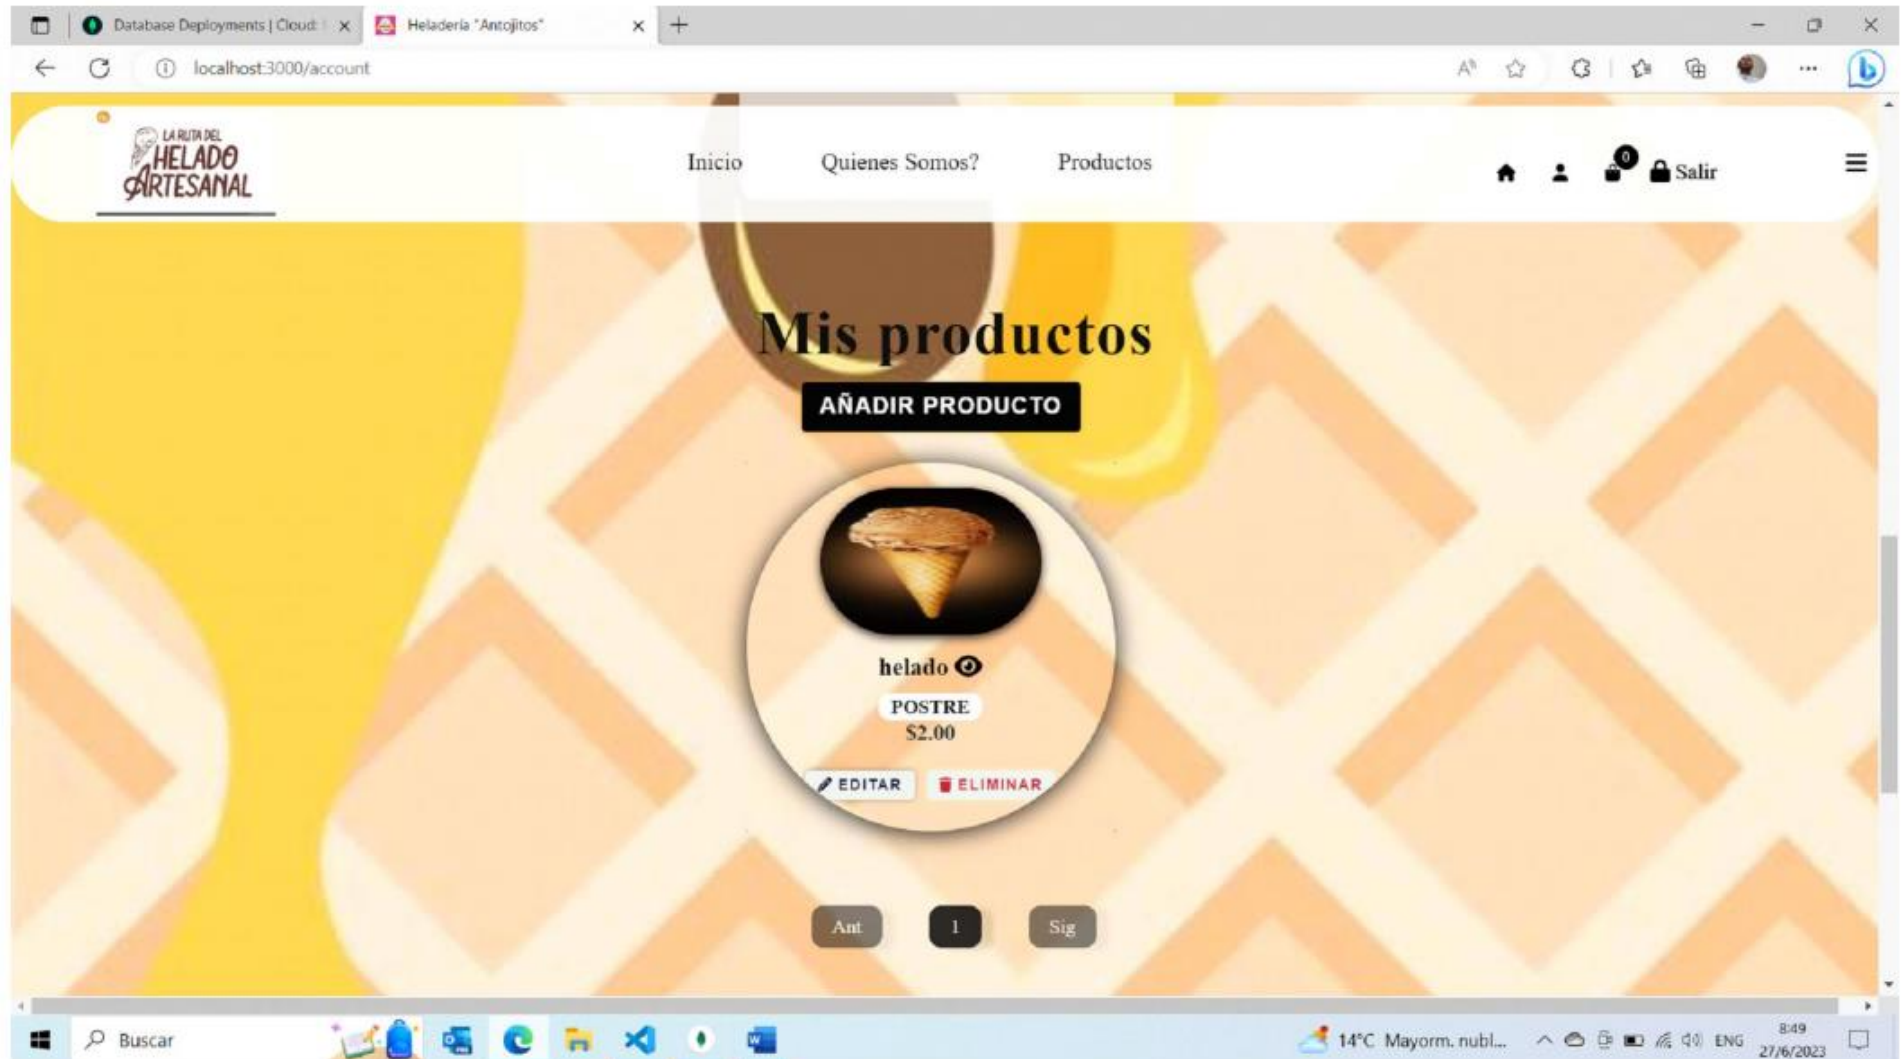 Database Deployments | Cloud:
Heladería "Antojitos"
localhost:3000/account
LA RUTA DEL
HELADO
ARTESANAL
Inicio
Quienes Somos?
Productos
0
Salir
Mis productos
AÑADIR PRODUCTO
helado
POSTRE
$2.00
EDITAR
ELIMINAR
Ant
1
Sig
Buscar
14°C Mayorm. nubl...
ENG
8:49
27/6/2023